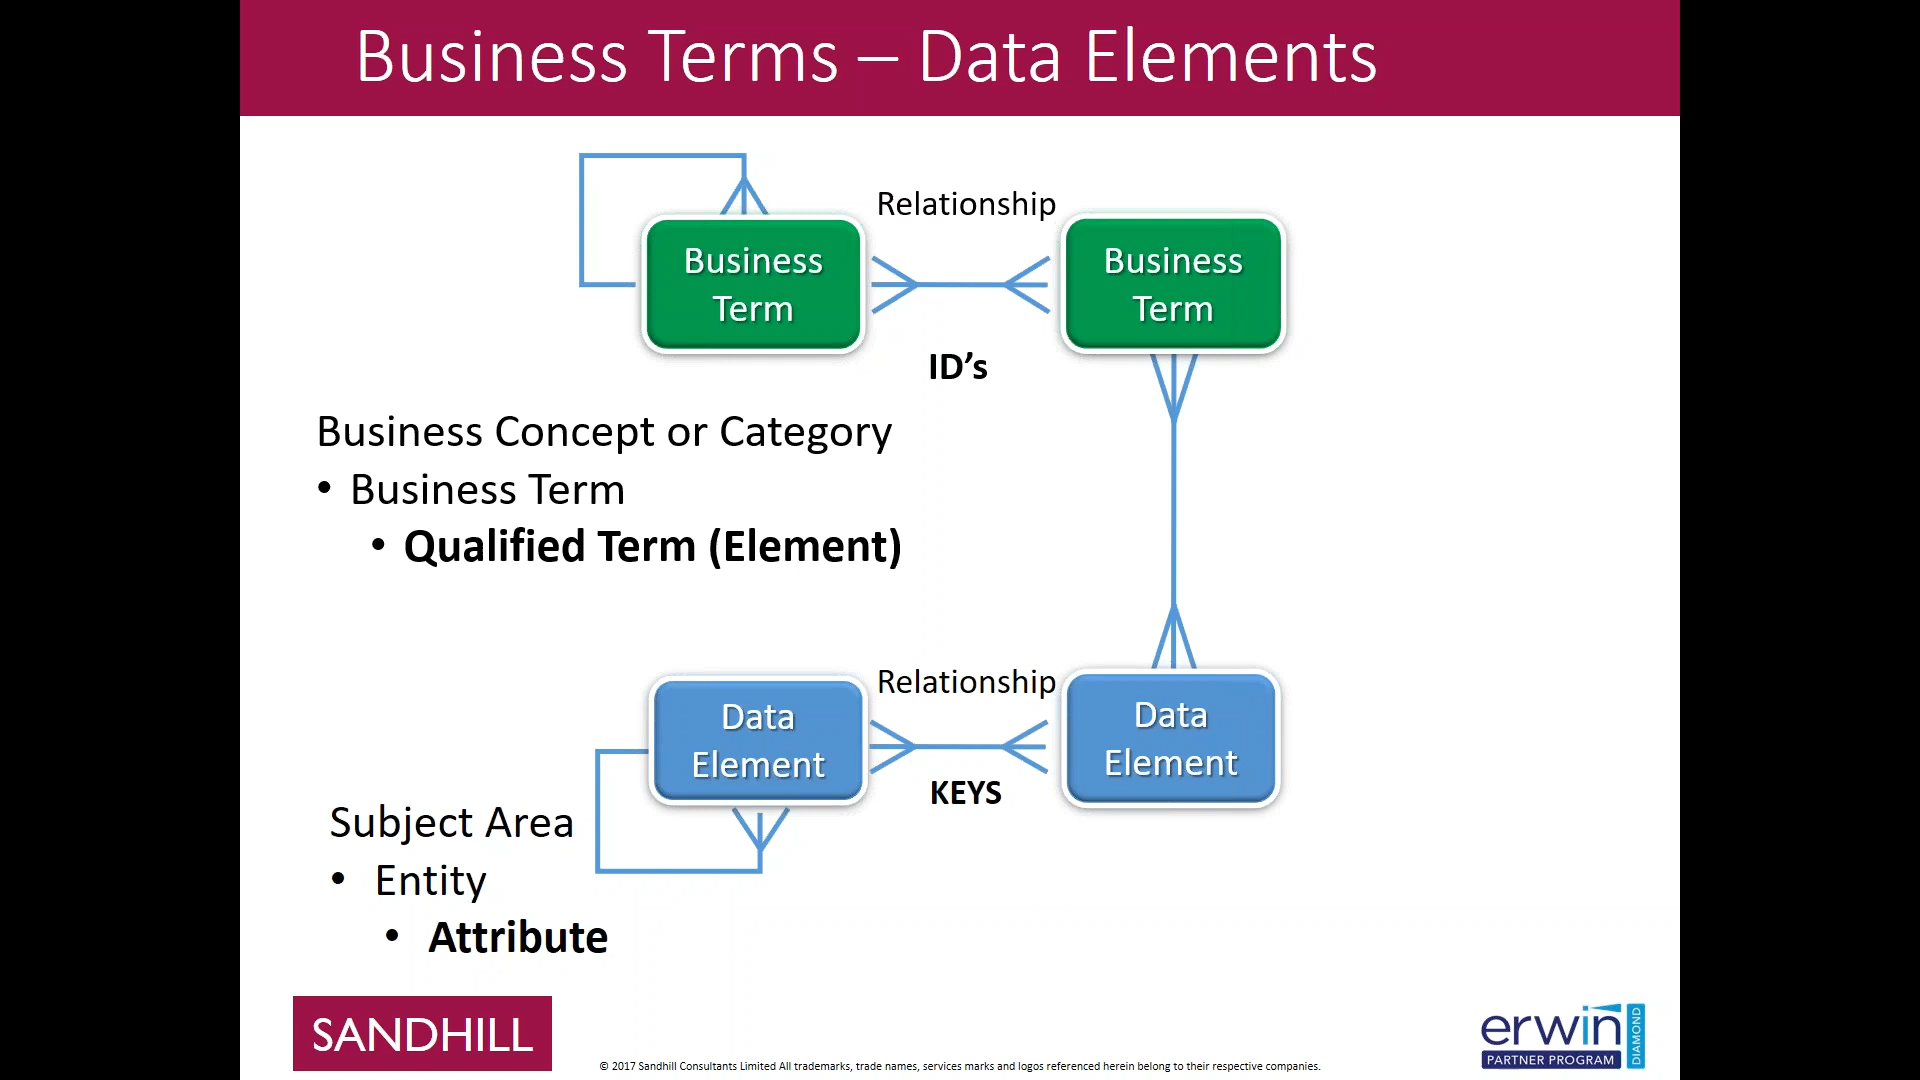 Business Terms – Data Elements
Relationship
Business
Term
Business
Term
ID’s
Business Concept or Category
• Business Term
• Qualified Term (Element)
Relationship
Data
Element
Data
Element
KEYS
Subject Area
• Entity
• Attribute
SANDHILL
erwin
PARTNER PROGRAM
DIAMOND
© 2017 Sandhill Consultants Limited All trademarks, trade names, services marks and logos referenced herein belong to their respective companies.